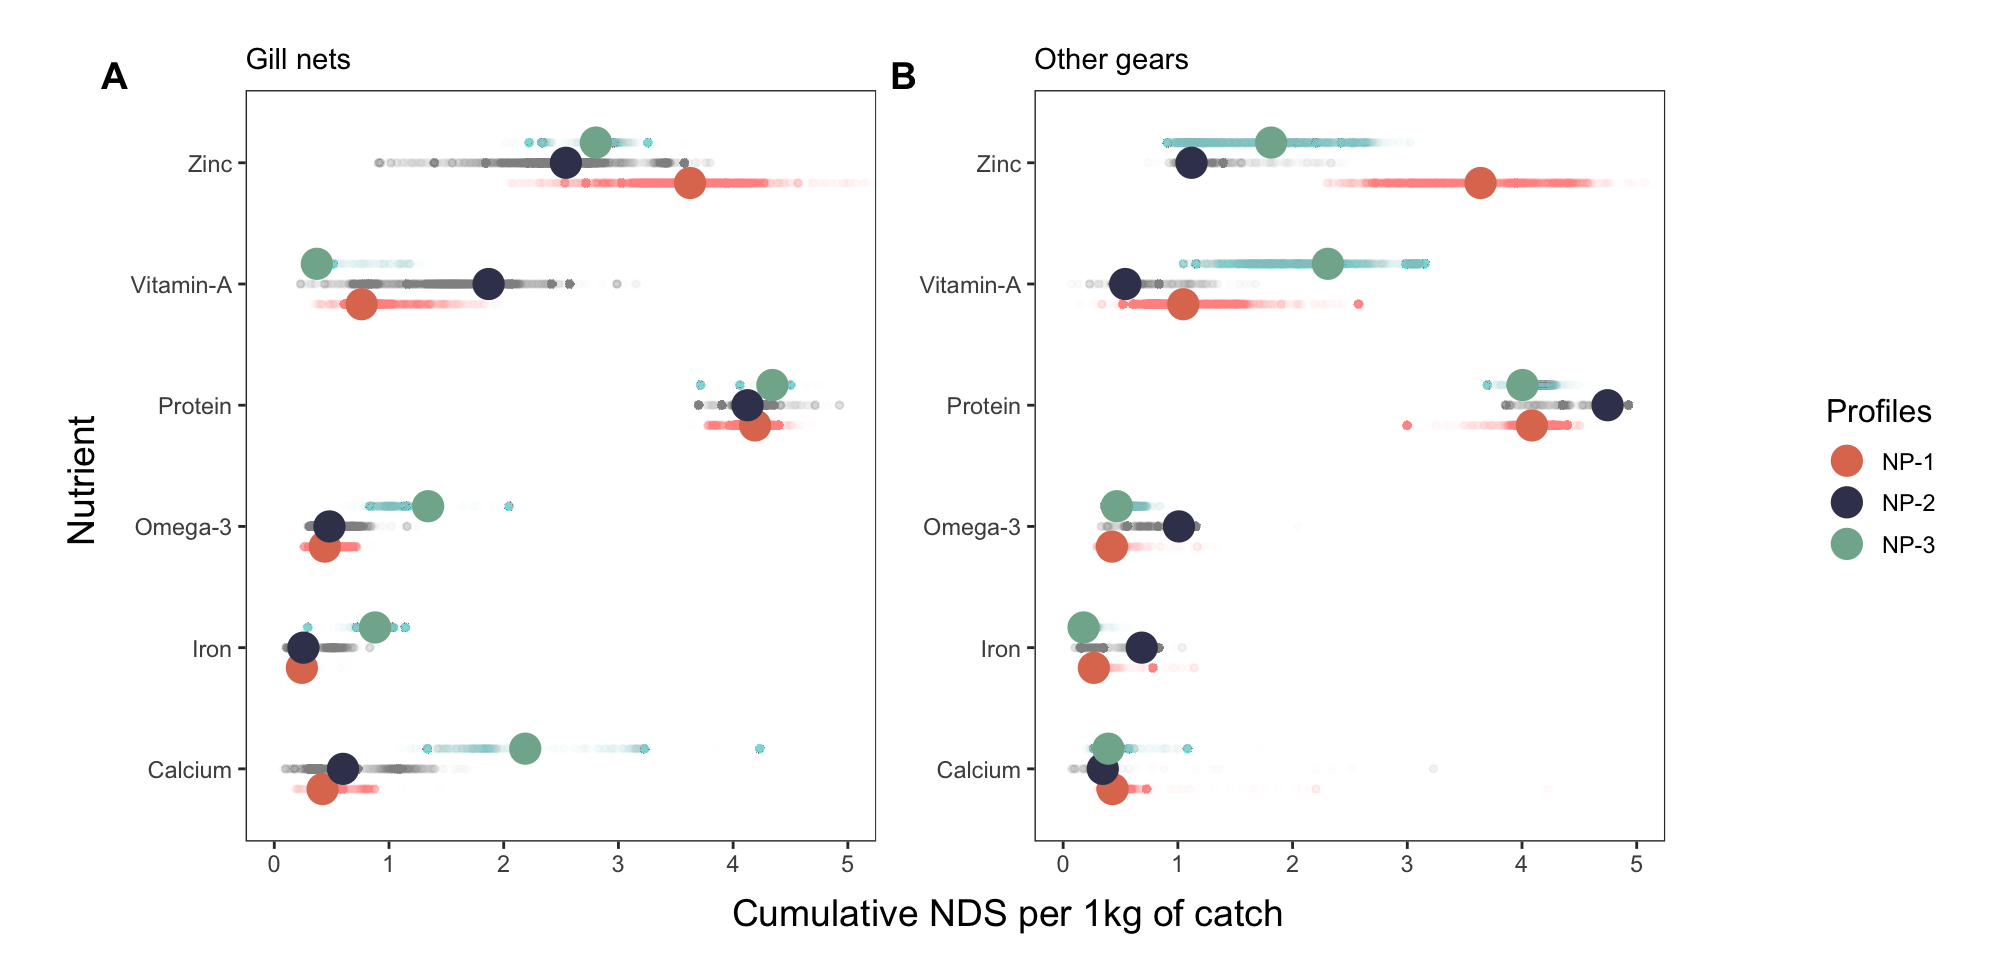 A
Gill nets
Zinc
Vitamin-A
Protein
Omega-3
Iron
Calcium
0 1 2 3 4 5
B
Other gears
Zinc
Vitamin-A
Protein
Omega-3
Iron
Calcium
0 1 2 3 4 5
Nutrient
Cumulative NDS per 1kg of catch
Profiles
NP-1
NP-2
NP-3